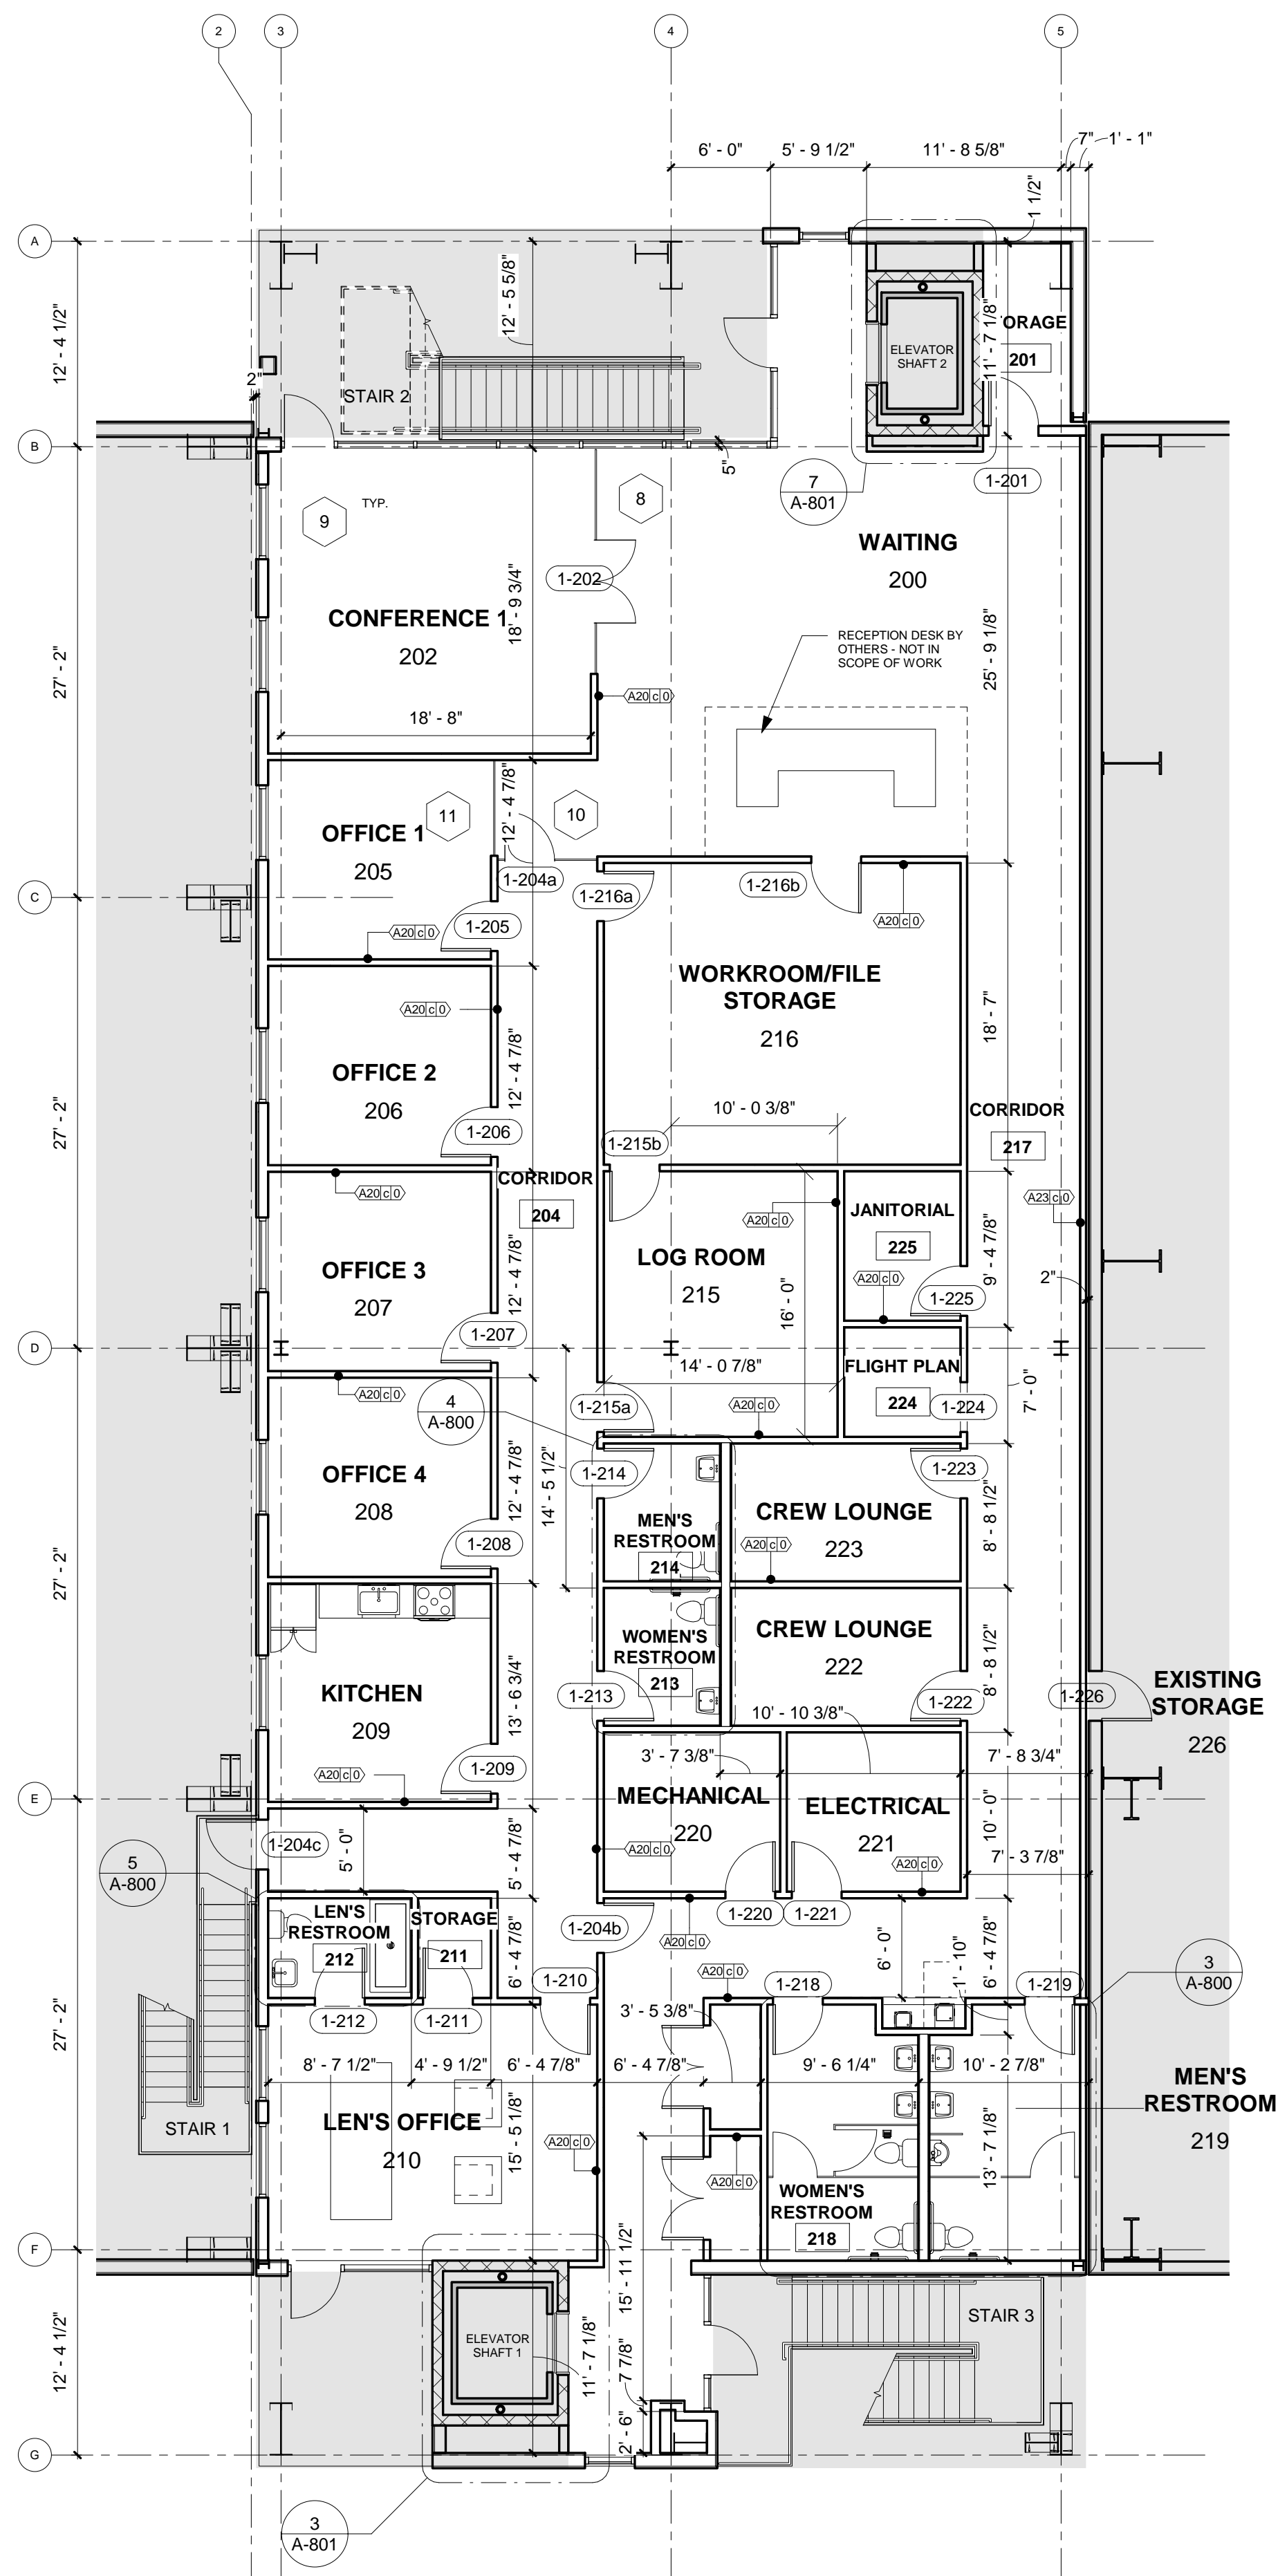 2
3
4
5
6' - 0"
5' - 9 1/2"
11' - 8 5/8"
7"
1' - 1"
1 1/2"
A
12' - 4 1/2"
12' - 5 5/8"
STAIR 2
2"
ELEVATOR
SHAFT 2
11' - 7 1/8"
ORAGE
201
B
5"
7
A-801
1-201
9
TYP.
8
WAITING
200
1-202
CONFERENCE 1
202
18' - 9 3/4"
RECEPTION DESK BY
OTHERS - NOT IN
SCOPE OF WORK
25' - 9 1/8"
27' - 2"
A20 c 0
18' - 8"
OFFICE 1
205
11
10
12' - 4 7/8"
1-204a
1-216a
1-216b
C
A20 c 0
1-205
A20 c 0
WORKROOM/FILE
STORAGE
216
18' - 7"
A20 c 0
OFFICE 2
206
12' - 4 7/8"
27' - 2"
10' - 0 3/8"
1-206
1-215b
CORRIDOR
217
CORRIDOR
204
A20 c 0
A20 c 0
JANITORIAL
225
A23 c 0
9' - 4 7/8"
LOG ROOM
215
OFFICE 3
207
12' - 4 7/8"
16' - 0"
A20 c 0
1-225
2"
1-207
D
14' - 0 7/8"
FLIGHT PLAN
224
1-224
7' - 0"
A20 c 0
4
A-800
1-215a
A20 c 0
OFFICE 4
208
12' - 4 7/8"
14' - 5 1/2"
1-214
1-223
MEN'S
RESTROOM
214
CREW LOUNGE
223
8' - 8 1/2"
A20 c 0
1-208
27' - 2"
WOMEN'S
RESTROOM
213
CREW LOUNGE
222
8' - 8 1/2"
KITCHEN
209
13' - 6 3/4"
1-213
1-222
1-226
EXISTING
STORAGE
226
10' - 10 3/8"
3' - 7 3/8"
7' - 8 3/4"
1-209
A20 c 0
E
MECHANICAL
220
ELECTRICAL
221
10' - 0"
1-204c
5' - 0"
5' - 4 7/8"
A20 c 0
A20 c 0
7' - 3 7/8"
5
A-800
LEN'S
RESTROOM
212
STORAGE
211
6' - 4 7/8"
1-204b
1-220
1-221
A20 c 0
6' - 0"
1' - 10"
6' - 4 7/8"
A20 c 0
1-210
1-218
1-219
3
A-800
1-212
1-211
3' - 5 3/8"
27' - 2"
8' - 7 1/2"
4' - 9 1/2"
6' - 4 7/8"
6' - 4 7/8"
9' - 6 1/4"
10' - 2 7/8"
STAIR 1
LEN'S OFFICE
210
15' - 5 1/8"
A20 c 0
A20 c 0
13' - 7 1/8"
MEN'S
RESTROOM
219
WOMEN'S
RESTROOM
218
F
15' - 11 1/2"
STAIR 3
ELEVATOR
SHAFT 1
11' - 7 1/8"
7 7/8"
12' - 4 1/2"
2' - 6"
G
3
A-801